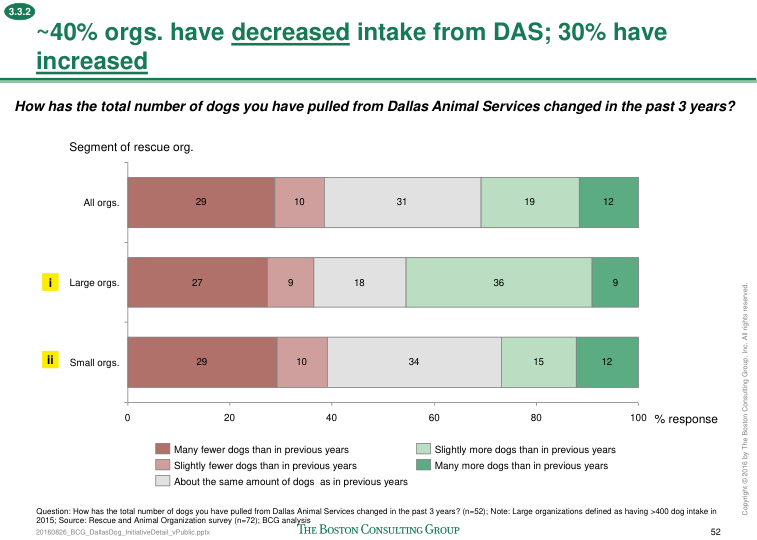 3.3.2
~40% orgs. have decreased intake from DAS; 30% have
increased
How has the total number of dogs you have pulled from Dallas Animal Services changed in the past 3 years?
Segment of rescue org.
All orgs. 29 10 31 19 12
i Large orgs. 27 9 18 36 9
ii Small orgs. 29 10 34 15 12
0 20 40 60 80 100 % response
Many fewer dogs than in previous years
Slightly fewer dogs than in previous years
About the same amount of dogs as in previous years
Slightly more dogs than in previous years
Many more dogs than in previous years
Question: How has the total number of dogs you have pulled from Dallas Animal Services changed in the past 3 years? (n=52); Note: Large organizations defined as having >400 dog intake in
2015; Source: Rescue and Animal Organization survey (n=72); BCG analysis
20160826_BCG_DallasDog_InitiativeDetail_vPublic.pptx
THE BOSTON CONSULTING GROUP
52
Copyright © 2016 by The Boston Consulting Group, Inc. All rights reserved.